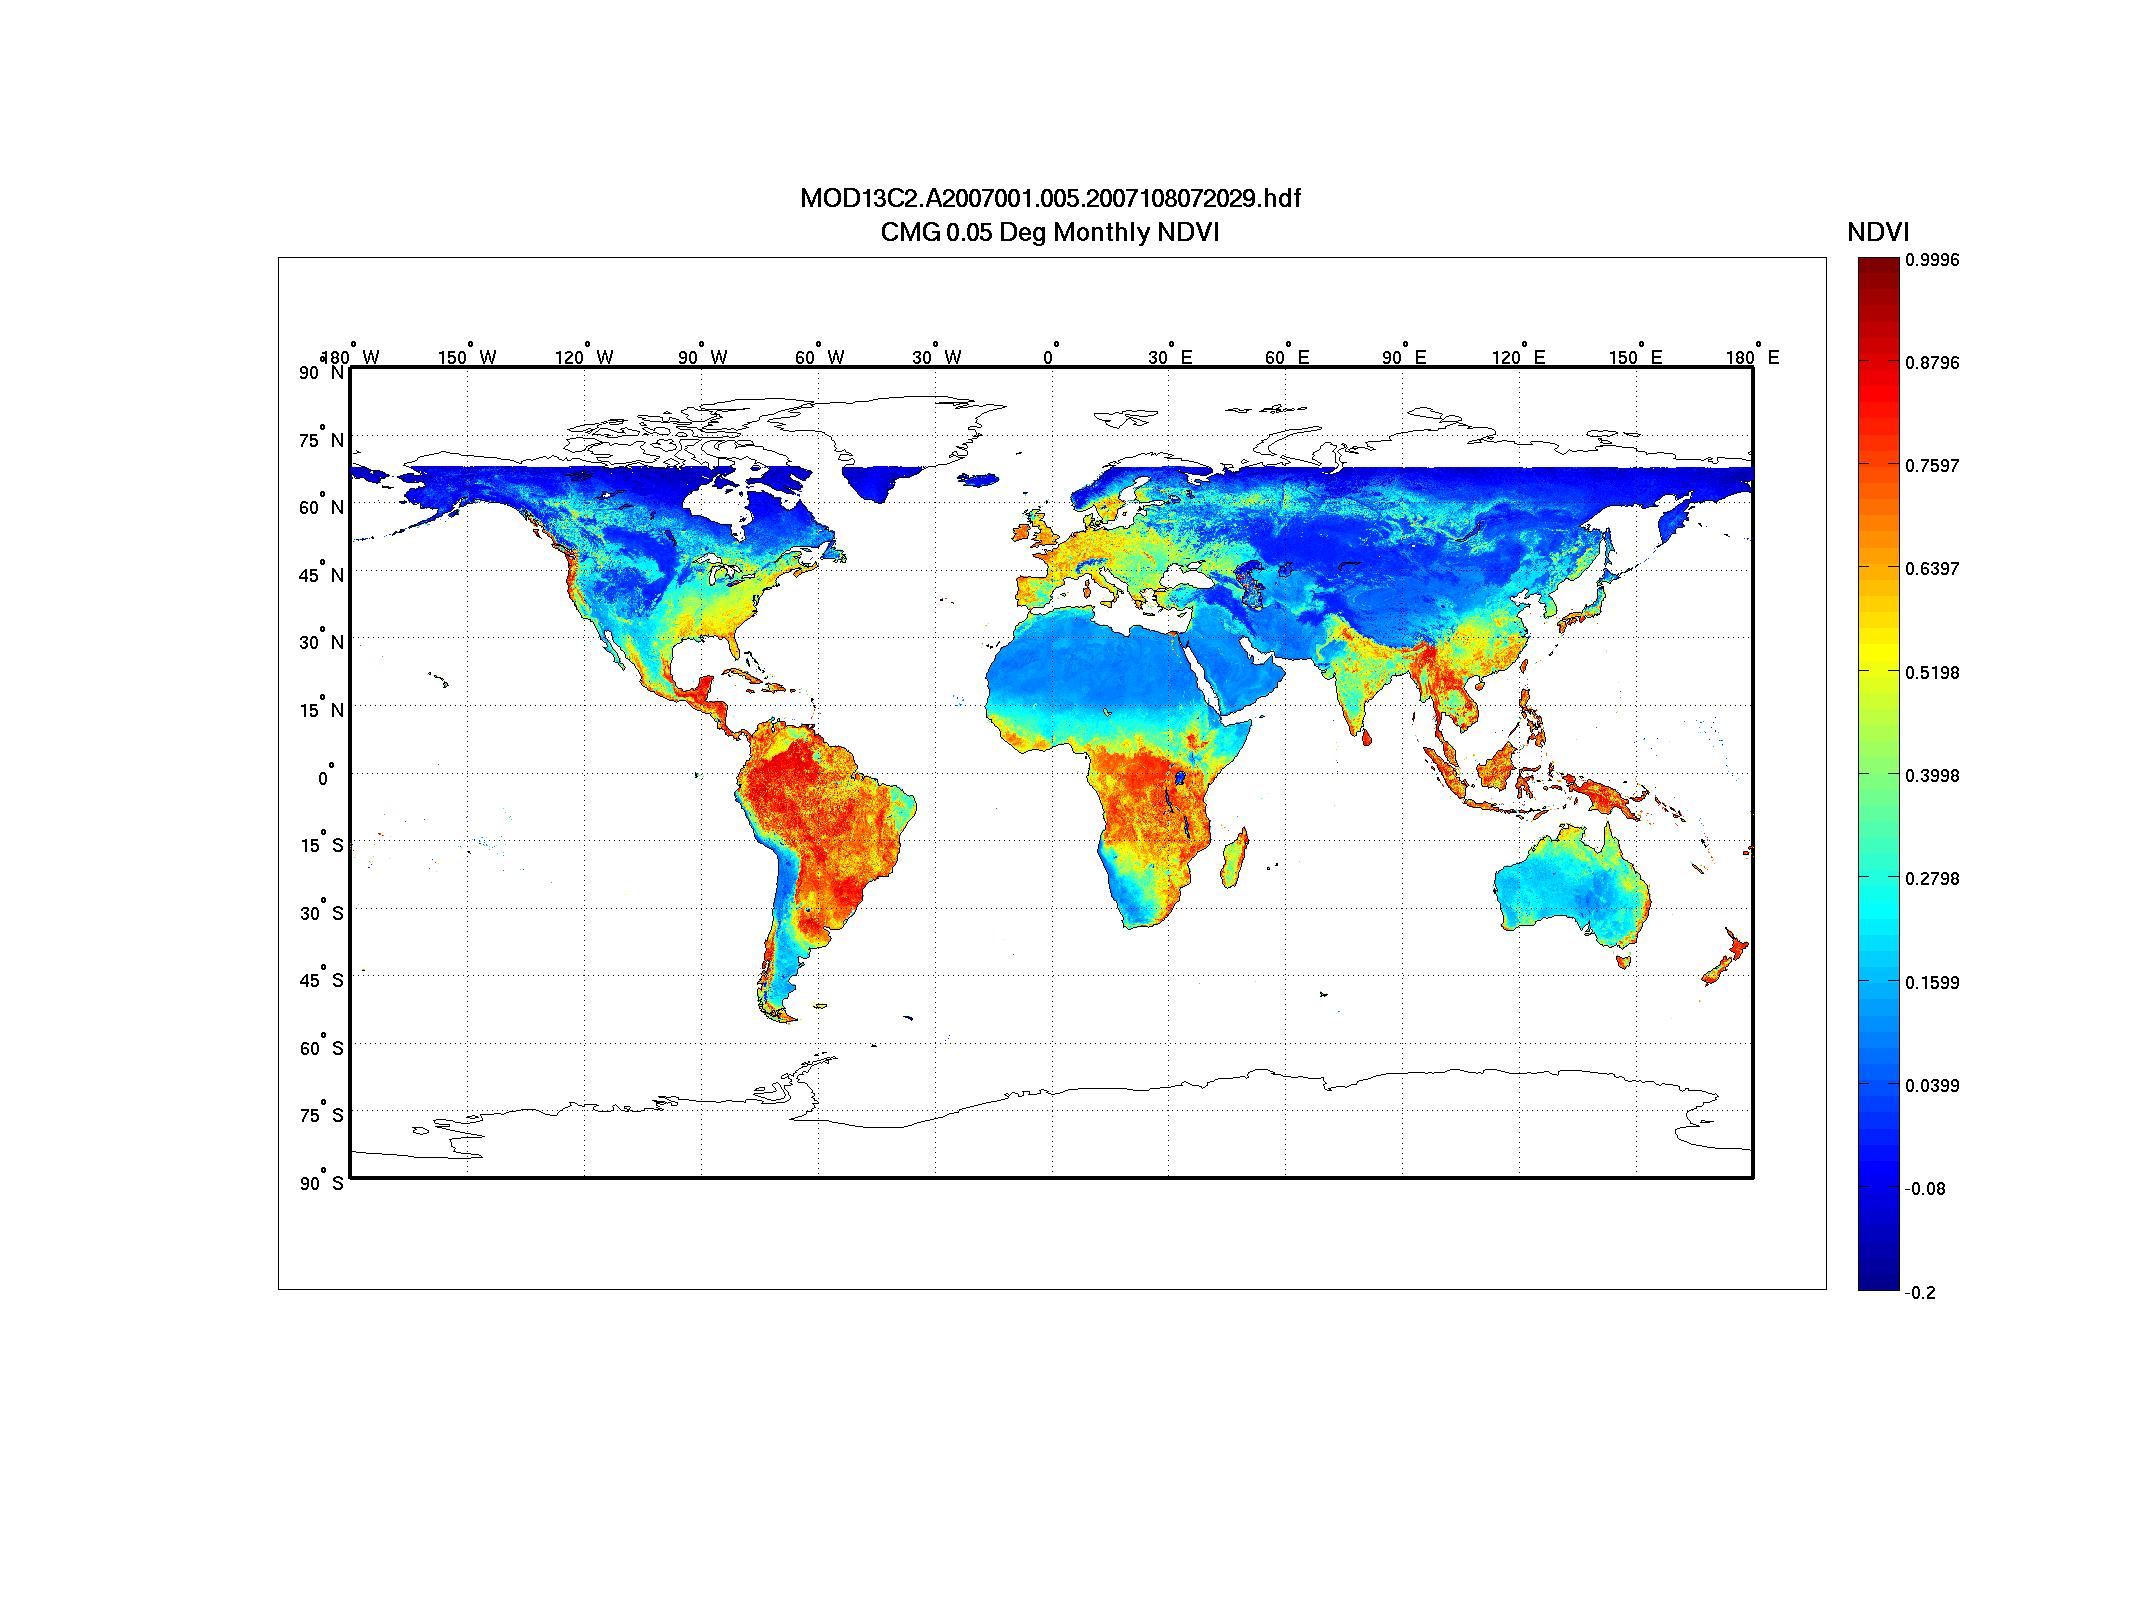 MOD13C2.A2007001.005.2007108072029.hdf
CMG 0.05 Deg Monthly NDVI
NDVI
180° W 150° W 120° W 90° W 60° W 30° W 0° 30° E 60° E 90° E 120° E 150° E 180° E
90° N
75° N
60° N
45° N
30° N
15° N
0°
15° S
30° S
45° S
60° S
75° S
90° S
0.9996
0.8796
0.7597
0.6397
0.5198
0.3998
0.2798
0.1599
0.0399
-0.08
-0.2